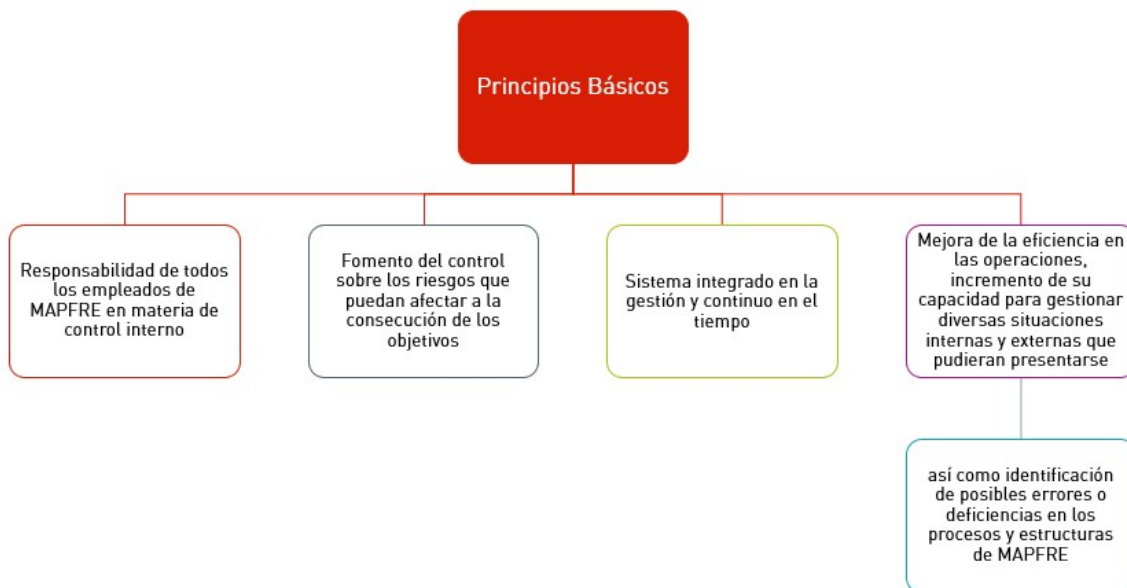 Principios Básicos
Responsabilidad de todos
los empleados de
MAPFRE en materia de
control interno
Fomento del control
sobre los riesgos que
puedan afectar a la
consecución de los
objetivos
Sistema integrado en la
gestión y continuo en el
tiempo
Mejora de la eficiencia en
las operaciones,
incremento de su
capacidad para gestionar
diversas situaciones
internas y externas que
pudieran presentarse
así como identificación
de posibles errores o
deficiencias en los
procesos y estructuras
de MAPFRE